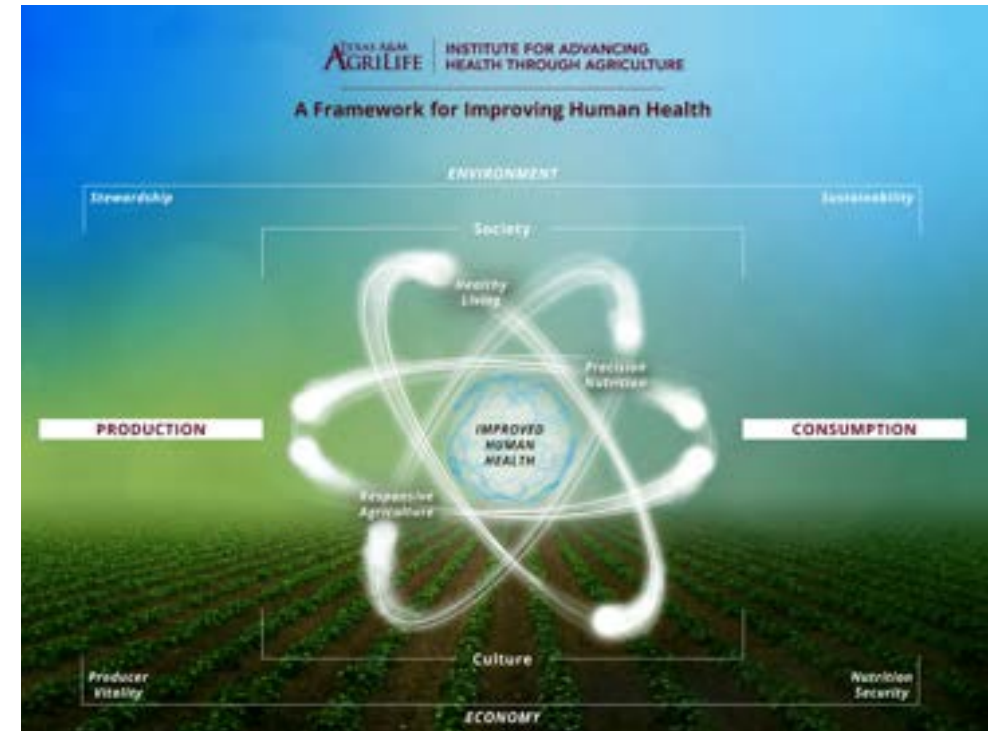 TEXAS A&M
AGRILIFE
INSTITUTE FOR ADVANCING
HEALTH THROUGH AGRICULTURE
A Framework for Improving Human Health
ENVIRONMENT
Stewardship
Sustainability
Society
Healthy
Living
Precision
Nutrition
PRODUCTION
IMPROVED
HUMAN
HEALTH
CONSUMPTION
Responsive
Agriculture
Culture
Producer
Vitality
Nutrition
Security
ECONOMY